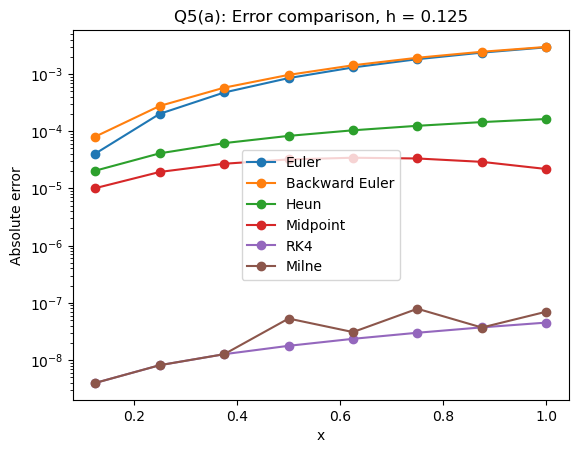 Q5(a): Error comparison, h = 0.125
Absolute error
10⁻³
10⁻⁴
10⁻⁵
10⁻⁶
10⁻⁷
10⁻⁸
Euler
Backward Euler
Heun
Midpoint
RK4
Milne
0.2 0.4 0.6 0.8 1.0
x